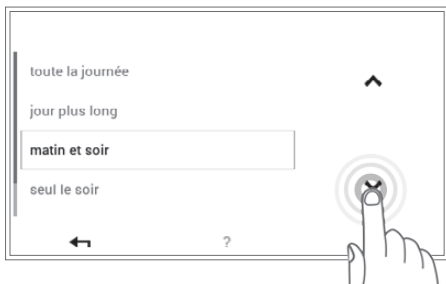 toute la journée
jour plus long
matin et soir
seul le soir
?